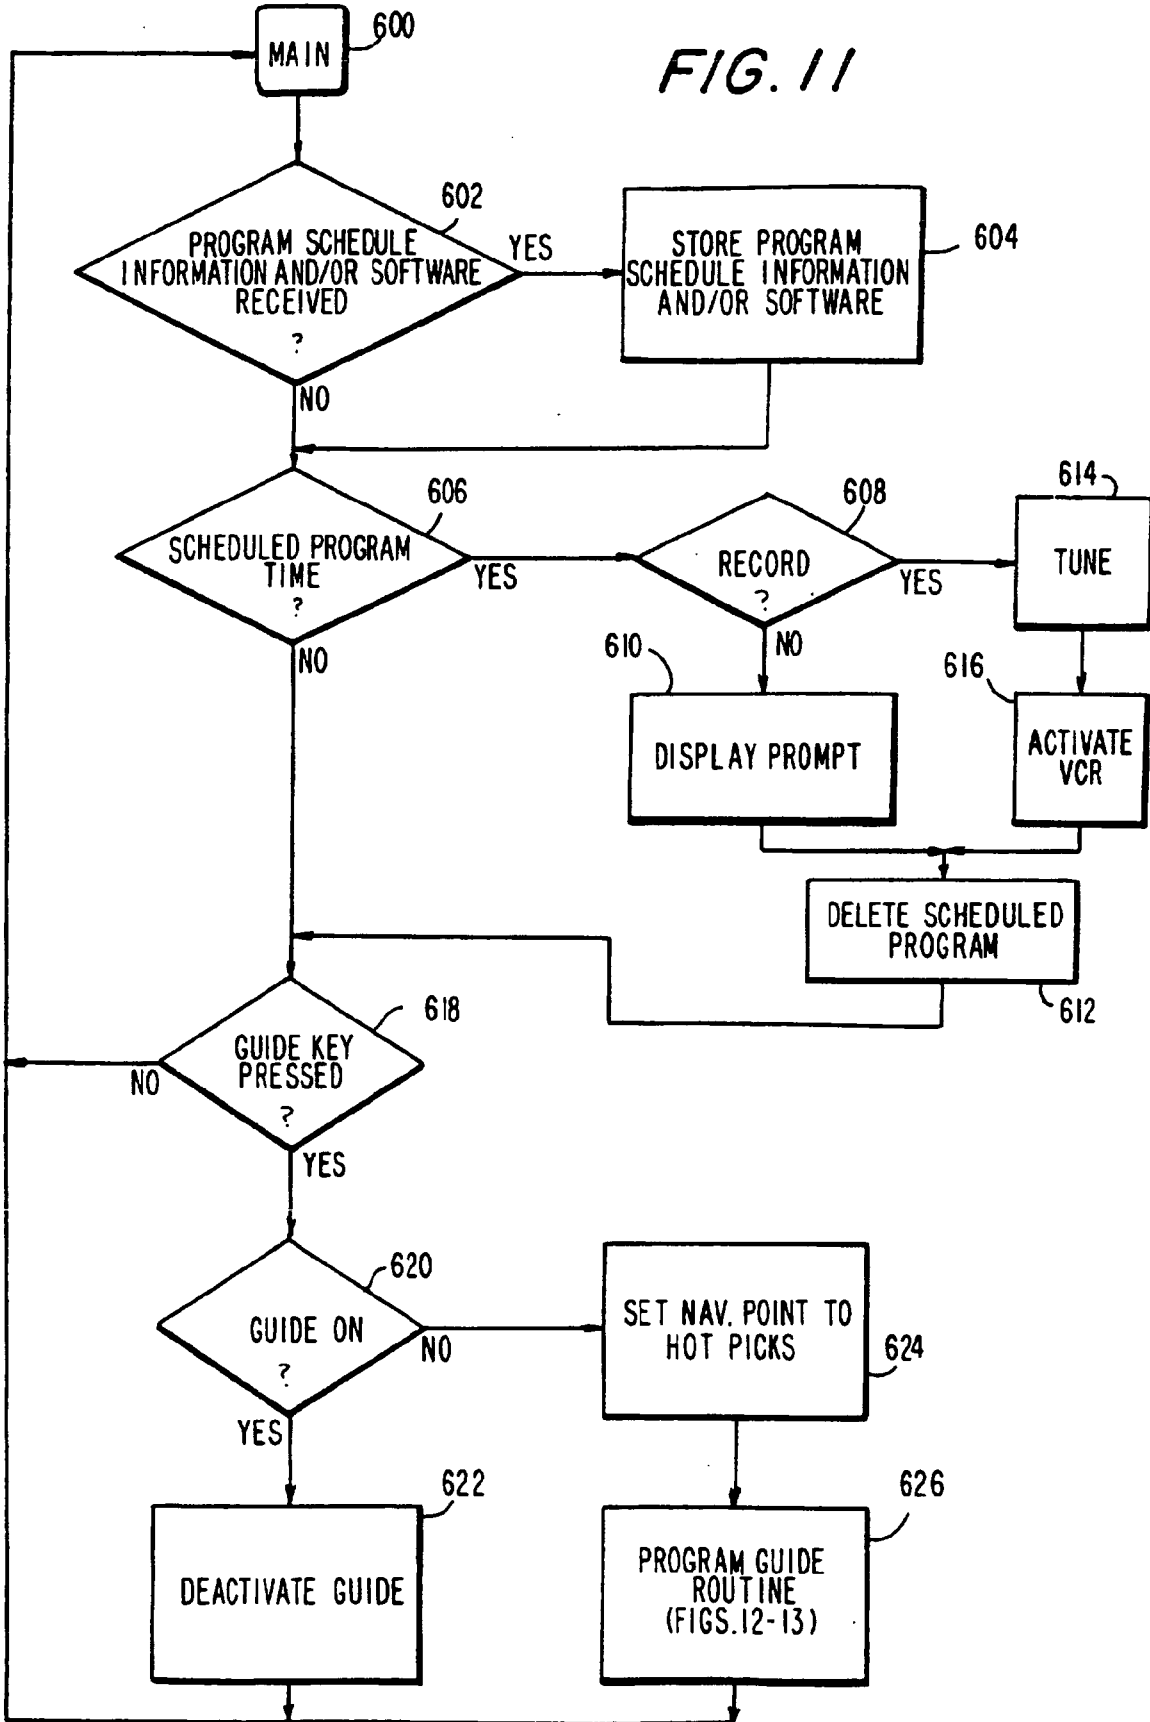 FIG. 11
MAIN
600
PROGRAM SCHEDULE
INFORMATION AND/OR SOFTWARE
RECEIVED
?
602
YES
NO
STORE PROGRAM
SCHEDULE INFORMATION
AND/OR SOFTWARE
604
SCHEDULED PROGRAM
TIME
?
606
YES
NO
RECORD
?
608
YES
NO
614
TUNE
610
DISPLAY PROMPT
616
ACTIVATE
VCR
DELETE SCHEDULED
PROGRAM
612
GUIDE KEY
PRESSED
?
618
NO
YES
GUIDE ON
?
620
NO
YES
SET NAV. POINT TO
HOT PICKS
624
DEACTIVATE GUIDE
622
PROGRAM GUIDE
ROUTINE
(FIGS.12-13)
626